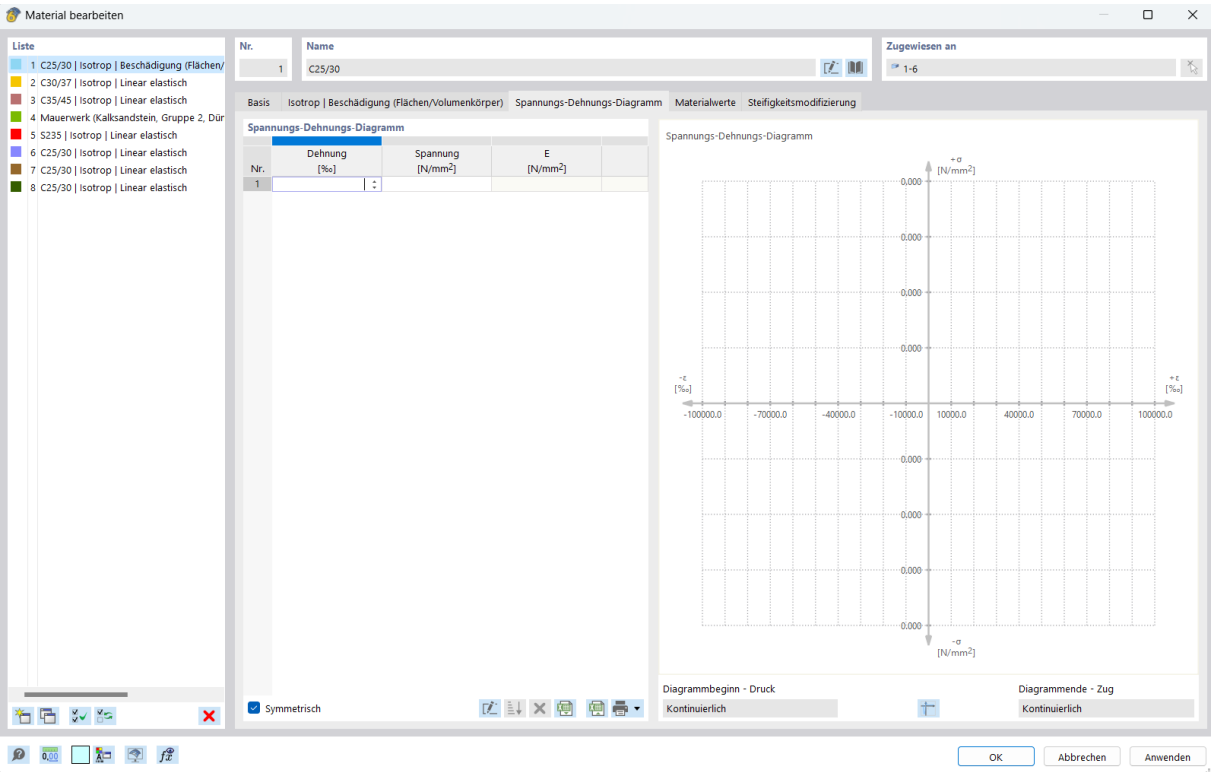 Material bearbeiten
Liste
1 C25/30 | Isotrop | Beschädigung (Flächen/
2 C30/37 | Isotrop | Linear elastisch
3 C35/45 | Isotrop | Linear elastisch
4 Mauerwerk (Kalksandstein, Gruppe 2, Dür
5 S235 | Isotrop | Linear elastisch
6 C25/30 | Isotrop | Linear elastisch
7 C25/30 | Isotrop | Linear elastisch
8 C25/30 | Isotrop | Linear elastisch
Nr.
1
Name
C25/30
Zugewiesen an
1-6
Basis
Isotrop | Beschädigung (Flächen/Volumenkörper)
Spannungs-Dehnungs-Diagramm
Materialwerte
Steifigkeitsmodifizierung
Spannungs-Dehnungs-Diagramm
Dehnung Spannung E
Nr. [‰] [N/mm2] [N/mm2]
1
Symmetrisch
Spannungs-Dehnungs-Diagramm
+σ
[N/mm2]
0.000
0.000
0.000
0.000
-ε
[‰]
+ε
[‰]
-100000.0 -70000.0 -40000.0 -10000.0 10000.0 40000.0 70000.0 100000.0
0.000
0.000
0.000
0.000
-σ
[N/mm2]
Diagrammbeginn - Druck
Kontinuierlich
Diagrammende - Zug
Kontinuierlich
0,00
OK
Abbrechen
Anwenden